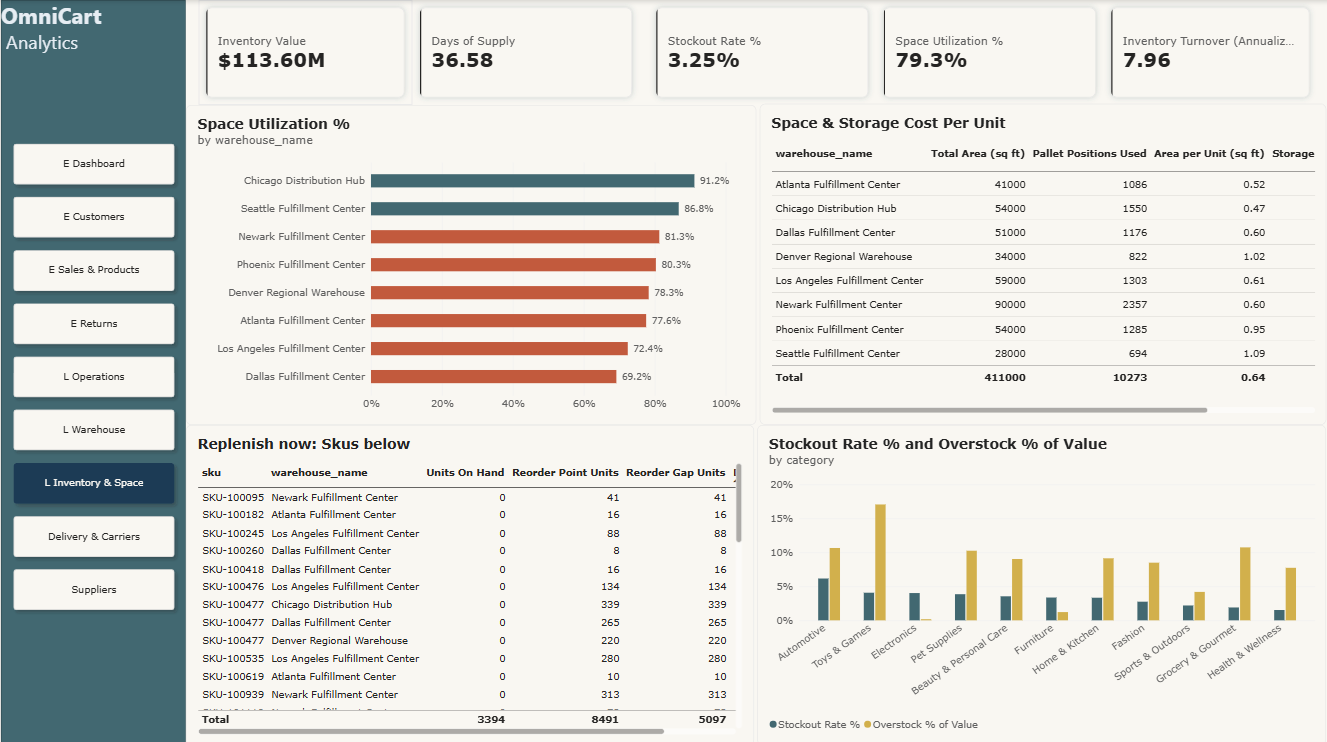 OmniCart
Analytics
E Dashboard
E Customers
E Sales & Products
E Returns
L Operations
L Warehouse
L Inventory & Space
Delivery & Carriers
Suppliers
Inventory Value
$113.60M
Days of Supply
36.58
Stockout Rate %
3.25%
Space Utilization %
79.3%
Inventory Turnover (Annualiz...
7.96
Space Utilization %
by warehouse_name
Chicago Distribution Hub 91.2%
Seattle Fulfillment Center 86.8%
Newark Fulfillment Center 81.3%
Phoenix Fulfillment Center 80.3%
Denver Regional Warehouse 78.3%
Atlanta Fulfillment Center 77.6%
Los Angeles Fulfillment Center 72.4%
Dallas Fulfillment Center 69.2%
0% 20% 40% 60% 80% 100%
Space & Storage Cost Per Unit
warehouse_name Total Area (sq ft) Pallet Positions Used Area per Unit (sq ft) Storage
Atlanta Fulfillment Center 41000 1086 0.52
Chicago Distribution Hub 54000 1550 0.47
Dallas Fulfillment Center 51000 1176 0.60
Denver Regional Warehouse 34000 822 1.02
Los Angeles Fulfillment Center 59000 1303 0.61
Newark Fulfillment Center 90000 2357 0.60
Phoenix Fulfillment Center 54000 1285 0.95
Seattle Fulfillment Center 28000 694 1.09
Total 411000 10273 0.64
Replenish now: Skus below
sku warehouse_name Units On Hand Reorder Point Units Reorder Gap Units
SKU-100095 Newark Fulfillment Center 0 41 41
SKU-100182 Atlanta Fulfillment Center 0 16 16
SKU-100245 Los Angeles Fulfillment Center 0 88 88
SKU-100260 Dallas Fulfillment Center 0 8 8
SKU-100418 Dallas Fulfillment Center 0 16 16
SKU-100476 Los Angeles Fulfillment Center 0 134 134
SKU-100477 Chicago Distribution Hub 0 339 339
SKU-100477 Dallas Fulfillment Center 0 265 265
SKU-100477 Denver Regional Warehouse 0 220 220
SKU-100535 Los Angeles Fulfillment Center 0 280 280
SKU-100619 Atlanta Fulfillment Center 0 10 10
SKU-100939 Newark Fulfillment Center 0 313 313
Total 3394 8491 5097
Stockout Rate % and Overstock % of Value
by category
20%
15%
10%
5%
0%
Automotive
Toys & Games
Electronics
Pet Supplies
Beauty & Personal Care
Furniture
Home & Kitchen
Fashion
Sports & Outdoors
Grocery & Gourmet
Health & Wellness
Stockout Rate % Overstock % of Value